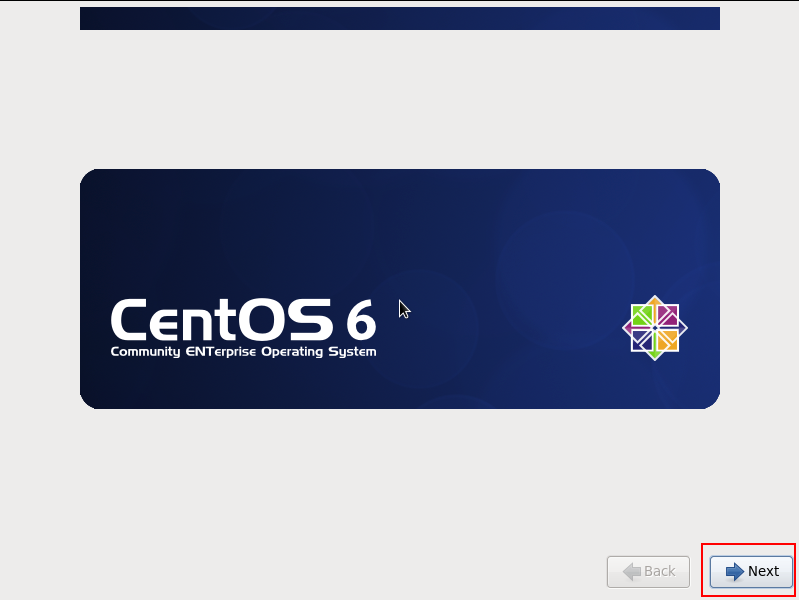 CentOS 6
Community ENTerprise Operating System
Back
Next